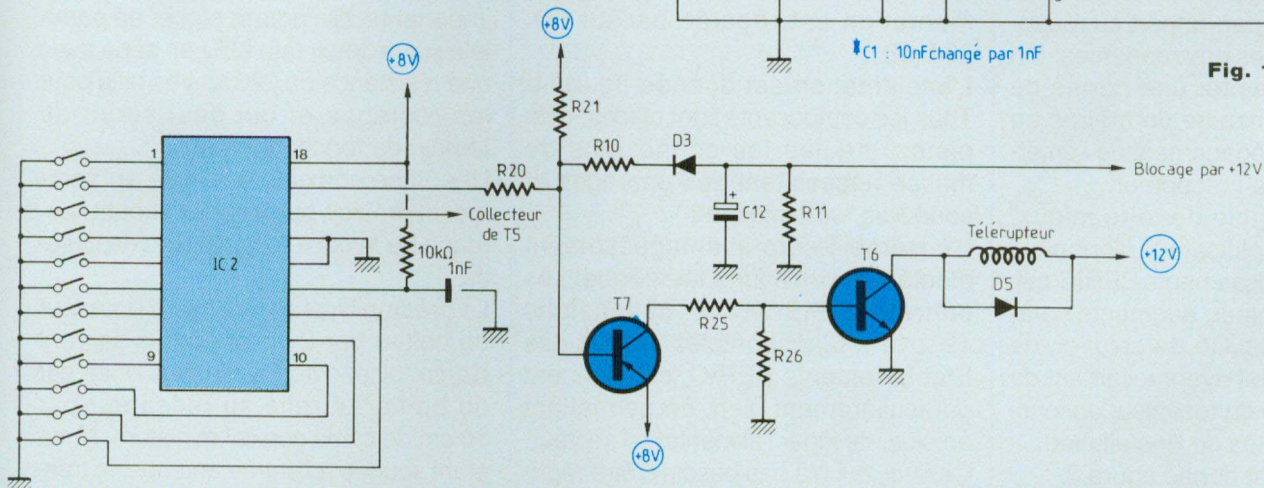 +8V
*C1 : 10nF changé par 1nF
Fig. 1
+8V
R21
R10
D3
1
18
R20
Blocage par +12V
Collecteur
de T5
C12
+
R11
IC 2
10kΩ
1nF
Télérupteur
T6
+12V
D5
T7
R25
R26
9
10
+8V